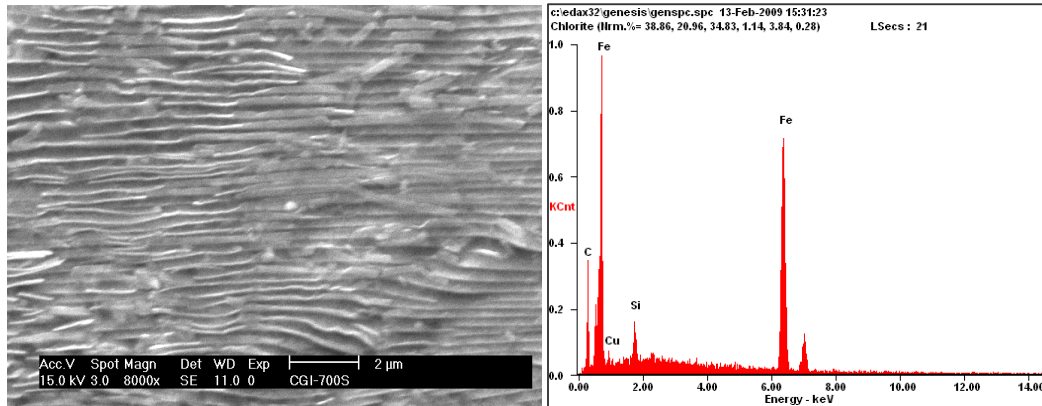 Acc.V Spot Magn Det WD Exp 2 µm
15.0 kV 3.0 8000x SE 11.0 0 CGI-700S
c:\edax32\genesis\genspc.spc 13-Feb-2009 15:31:23
Chlorite (Nrm.%= 38.86, 20.96, 34.83, 1.14, 3.84, 0.28) LSecs : 21
1.0
Fe
0.8
Fe
0.6
KCnt
0.4
C
Si
0.2
Cu
0.0
0.00 2.00 4.00 6.00 8.00 10.00 12.00 14.00
Energy - keV